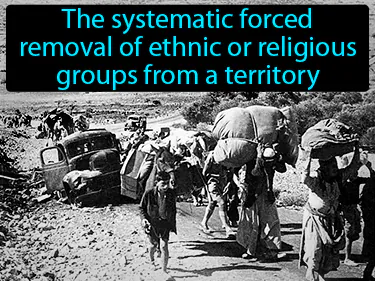 The systematic forced
removal of ethnic or religious
groups from a territory